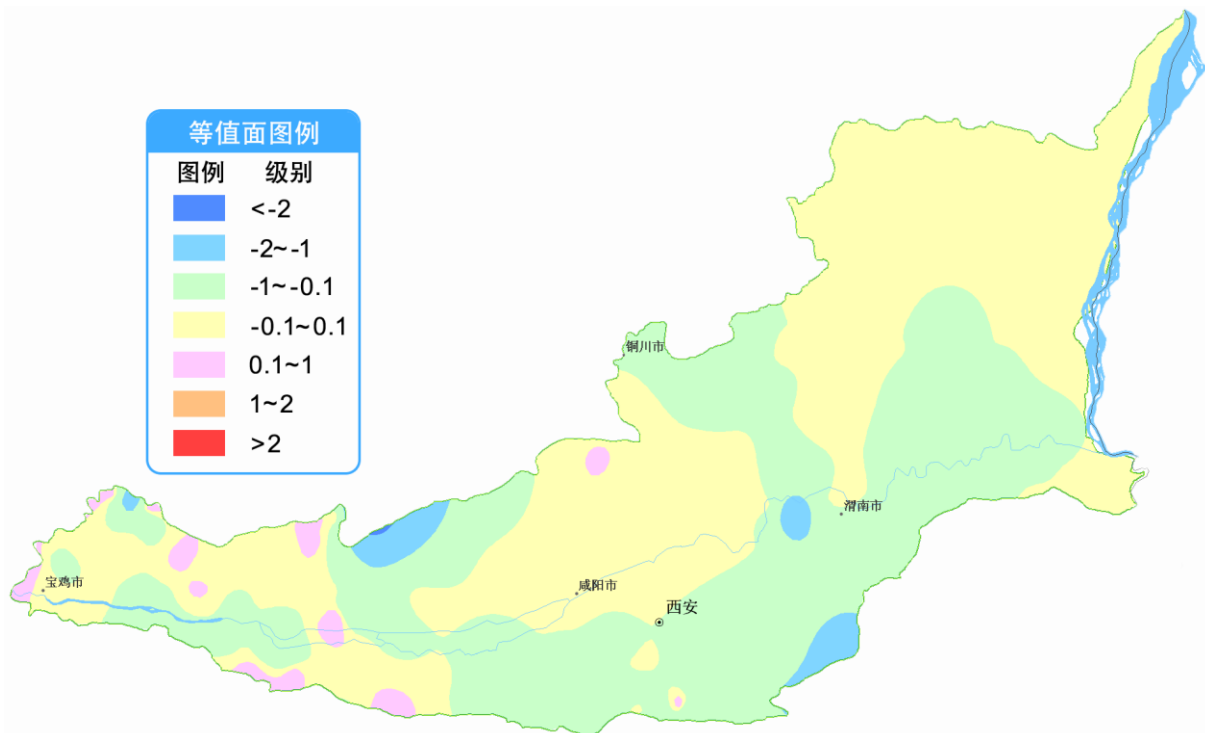 等值面图例
图例 级别
<-2
-2~-1
-1~-0.1
-0.1~0.1
0.1~1
1~2
>2
铜川市
渭南市
宝鸡市
咸阳市
西安